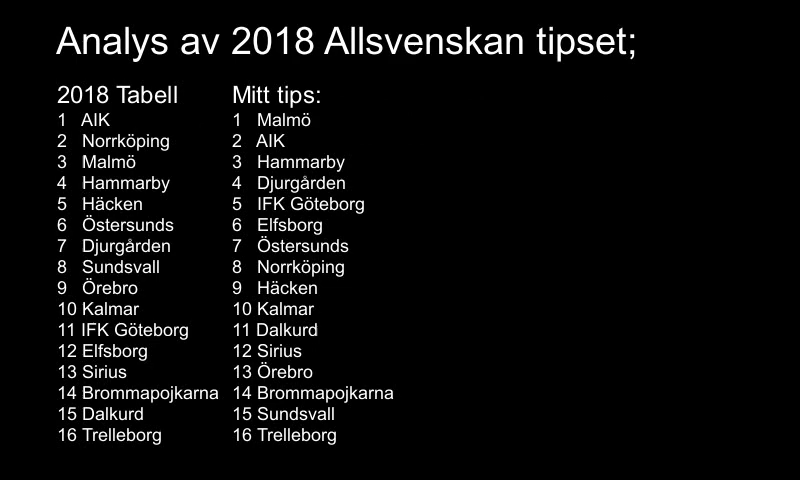 Analys av 2018 Allsvenskan tipset;
2018 Tabell
1 AIK
2 Norrköping
3 Malmö
4 Hammarby
5 Häcken
6 Östersunds
7 Djurgården
8 Sundsvall
9 Örebro
10 Kalmar
11 IFK Göteborg
12 Elfsborg
13 Sirius
14 Brommapojkarna
15 Dalkurd
16 Trelleborg
Mitt tips:
1 Malmö
2 AIK
3 Hammarby
4 Djurgården
5 IFK Göteborg
6 Elfsborg
7 Östersunds
8 Norrköping
9 Häcken
10 Kalmar
11 Dalkurd
12 Sirius
13 Örebro
14 Brommapojkarna
15 Sundsvall
16 Trelleborg